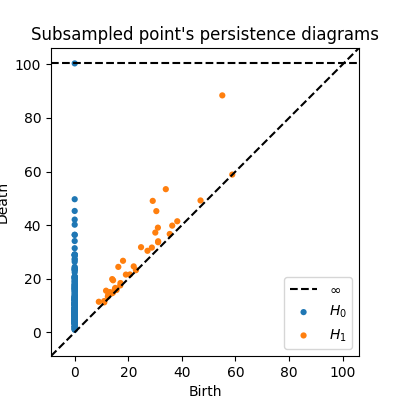 Subsampled point's persistence diagrams
100
80
60
40
20
0
Death
0 20 40 60 80 100
Birth
∞
H₀
H₁